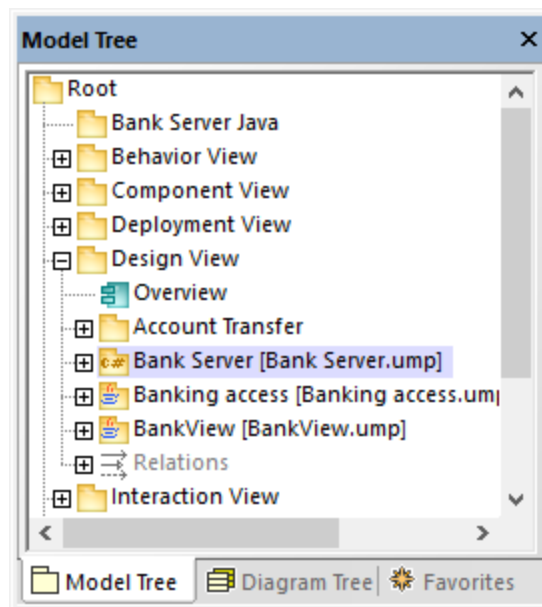 Model Tree
Root
Bank Server Java
Behavior View
Component View
Deployment View
Design View
Overview
Account Transfer
c# Bank Server [Bank Server.ump]
Banking access [Banking access.ump
BankView [BankView.ump]
Relations
Interaction View
Model Tree Diagram Tree Favorites